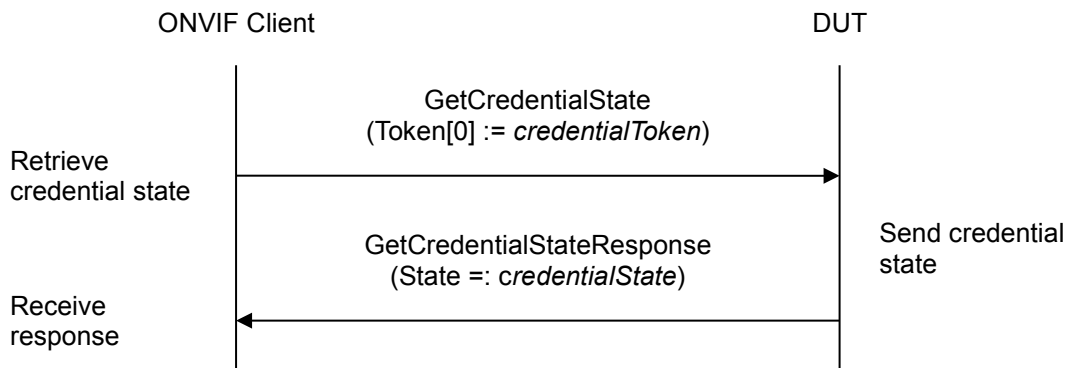 ONVIF Client
DUT
GetCredentialState
(Token[0] := credentialToken)
Retrieve
credential state
GetCredentialStateResponse
(State =: credentialState)
Send credential
state
Receive
response